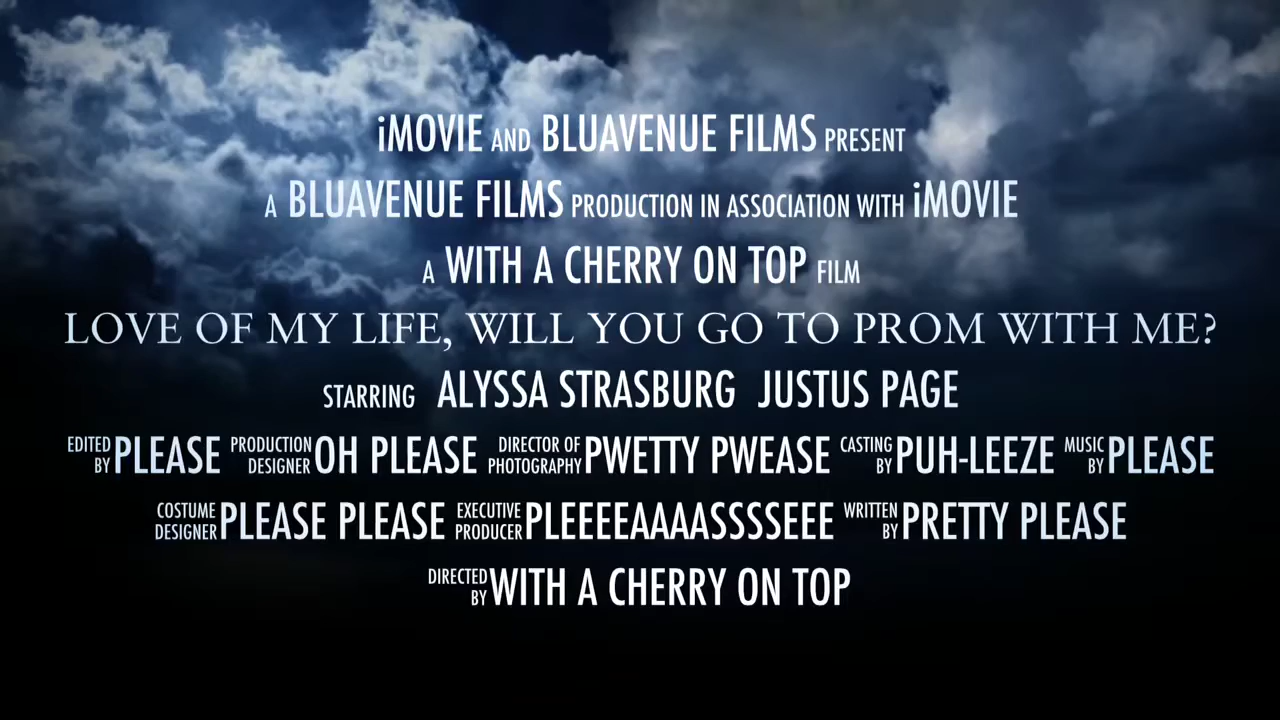 iMOVIE AND BLUAVENUE FILMS PRESENT
A BLUAVENUE FILMS PRODUCTION IN ASSOCIATION WITH iMOVIE
A WITH A CHERRY ON TOP FILM
LOVE OF MY LIFE, WILL YOU GO TO PROM WITH ME?
STARRING ALYSSA STRASBURG JUSTUS PAGE
EDITED BY PLEASE PRODUCTION DESIGNER OH PLEASE DIRECTOR OF PHOTOGRAPHY PWETTY PWEASE CASTING BY PUH-LEEZE MUSIC BY PLEASE
COSTUME DESIGNER PLEASE PLEASE EXECUTIVE PRODUCER PLEEEEAAAASSSSEEE WRITTEN BY PRETTY PLEASE
DIRECTED BY WITH A CHERRY ON TOP